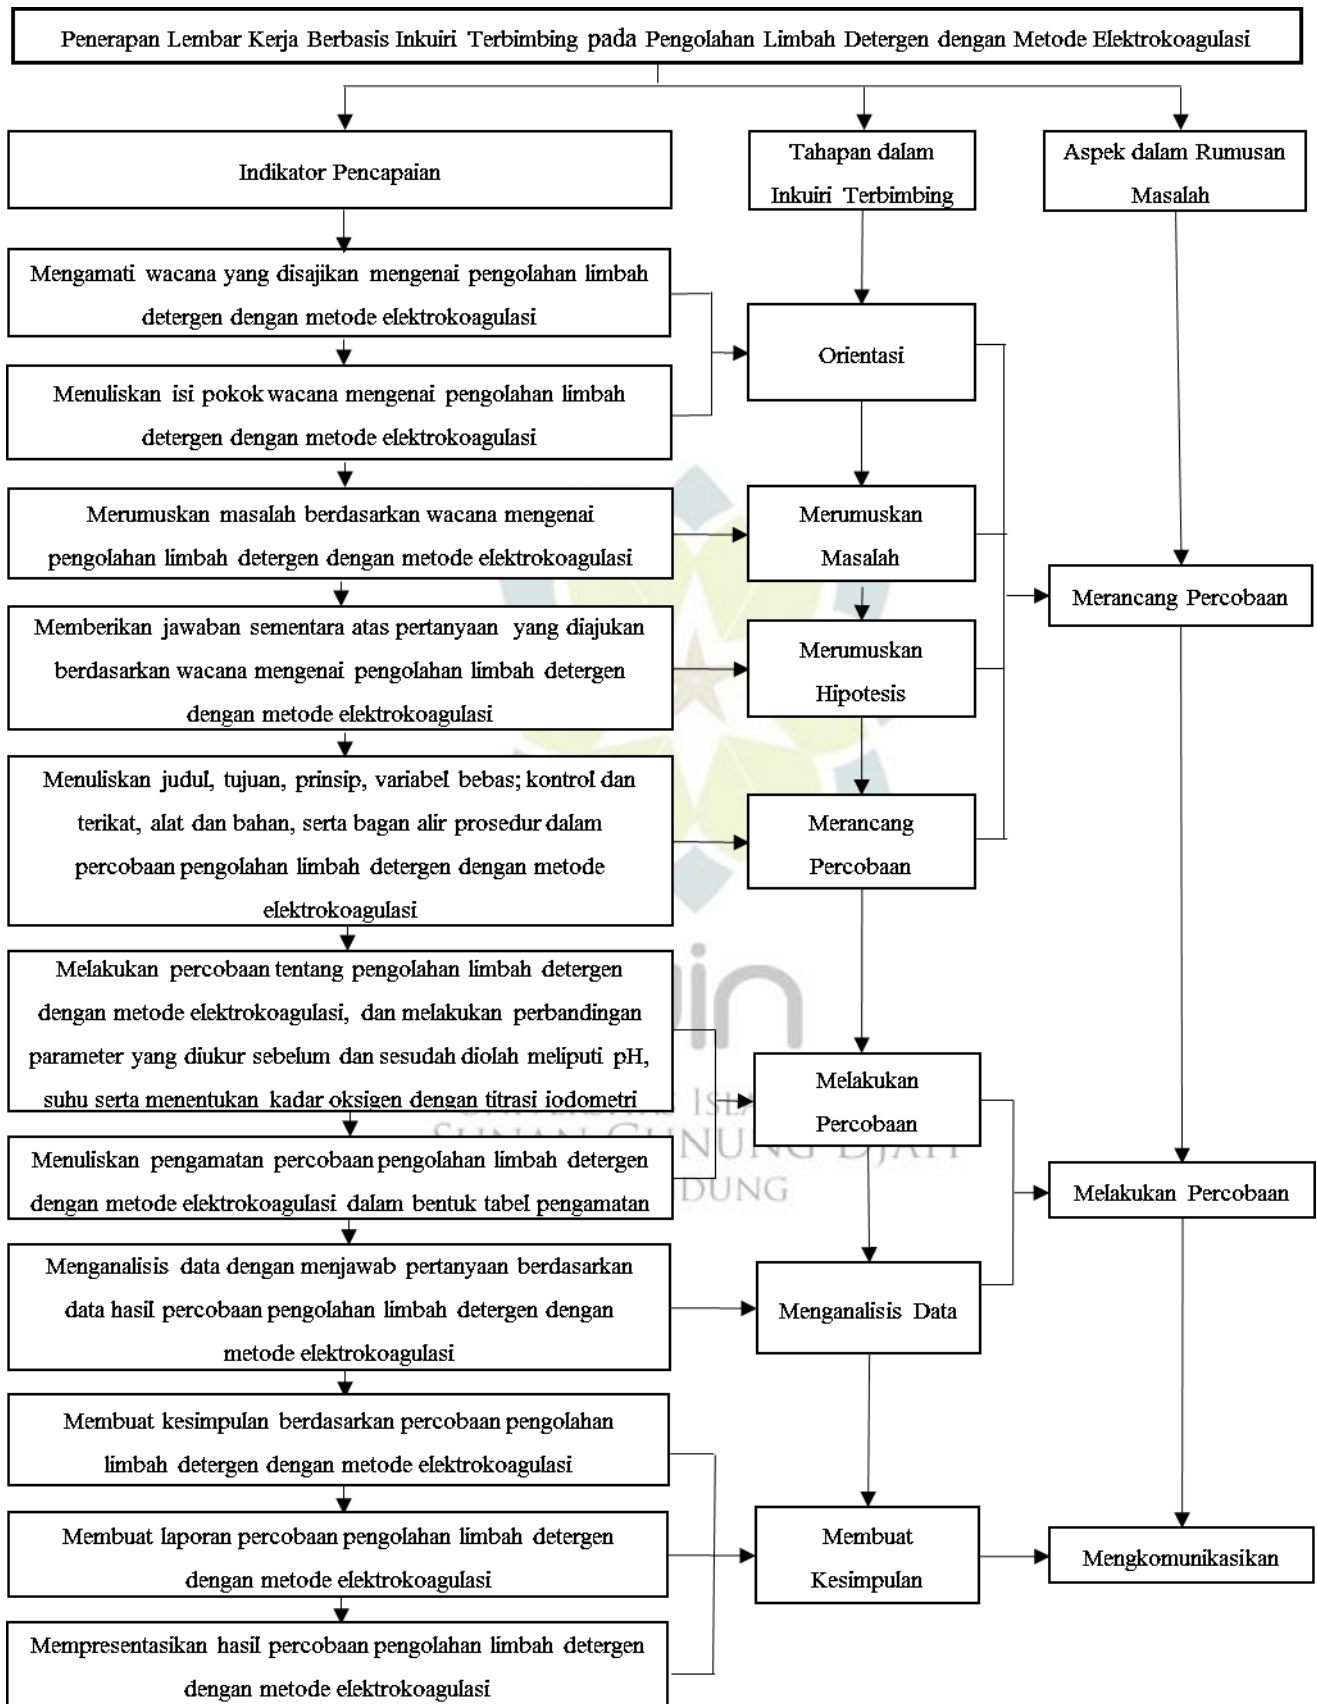 Penerapan Lembar Kerja Berbasis Inkuiri Terbimbing pada Pengolahan Limbah Detergen dengan Metode Elektrokoagulasi
Indikator Pencapaian
Tahapan dalam
Inkuiri Terbimbing
Aspek dalam Rumusan
Masalah
Mengamati wacana yang disajikan mengenai pengolahan limbah
detergen dengan metode elektrokoagulasi
Menuliskan isi pokok wacana mengenai pengolahan limbah
detergen dengan metode elektrokoagulasi
Orientasi
Merumuskan masalah berdasarkan wacana mengenai
pengolahan limbah detergen dengan metode elektrokoagulasi
Merumuskan
Masalah
Merancang Percobaan
Memberikan jawaban sementara atas pertanyaan yang diajukan
berdasarkan wacana mengenai pengolahan limbah detergen
dengan metode elektrokoagulasi
Merumuskan
Hipotesis
Menuliskan judul, tujuan, prinsip, variabel bebas; kontrol dan
terikat, alat dan bahan, serta bagan alir prosedur dalam
percobaan pengolahan limbah detergen dengan metode
elektrokoagulasi
Merancang
Percobaan
Melakukan percobaan tentang pengolahan limbah detergen
dengan metode elektrokoagulasi, dan melakukan perbandingan
parameter yang diukur sebelum dan sesudah diolah meliputi pH,
suhu serta menentukan kadar oksigen dengan titrasi iodometri
Melakukan
Percobaan
Menuliskan pengamatan percobaan pengolahan limbah detergen
dengan metode elektrokoagulasi dalam bentuk tabel pengamatan
Melakukan Percobaan
Menganalisis data dengan menjawab pertanyaan berdasarkan
data hasil percobaan pengolahan limbah detergen dengan
metode elektrokoagulasi
Menganalisis Data
Membuat kesimpulan berdasarkan percobaan pengolahan
limbah detergen dengan metode elektrokoagulasi
Membuat laporan percobaan pengolahan limbah detergen
dengan metode elektrokoagulasi
Membuat
Kesimpulan
Mengkomunikasikan
Mempresentasikan hasil percobaan pengolahan limbah detergen
dengan metode elektrokoagulasi